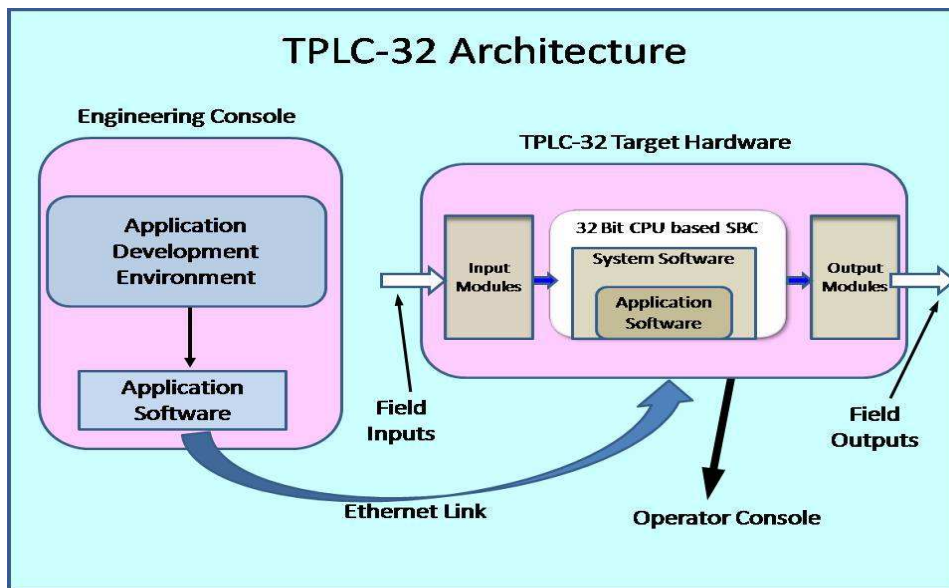 TPLC-32 Architecture
Engineering Console
Application
Development
Environment
Application
Software
TPLC-32 Target Hardware
Input
Modules
32 Bit CPU based SBC
System Software
Application
Software
Output
Modules
Field
Inputs
Field
Outputs
Ethernet Link
Operator Console